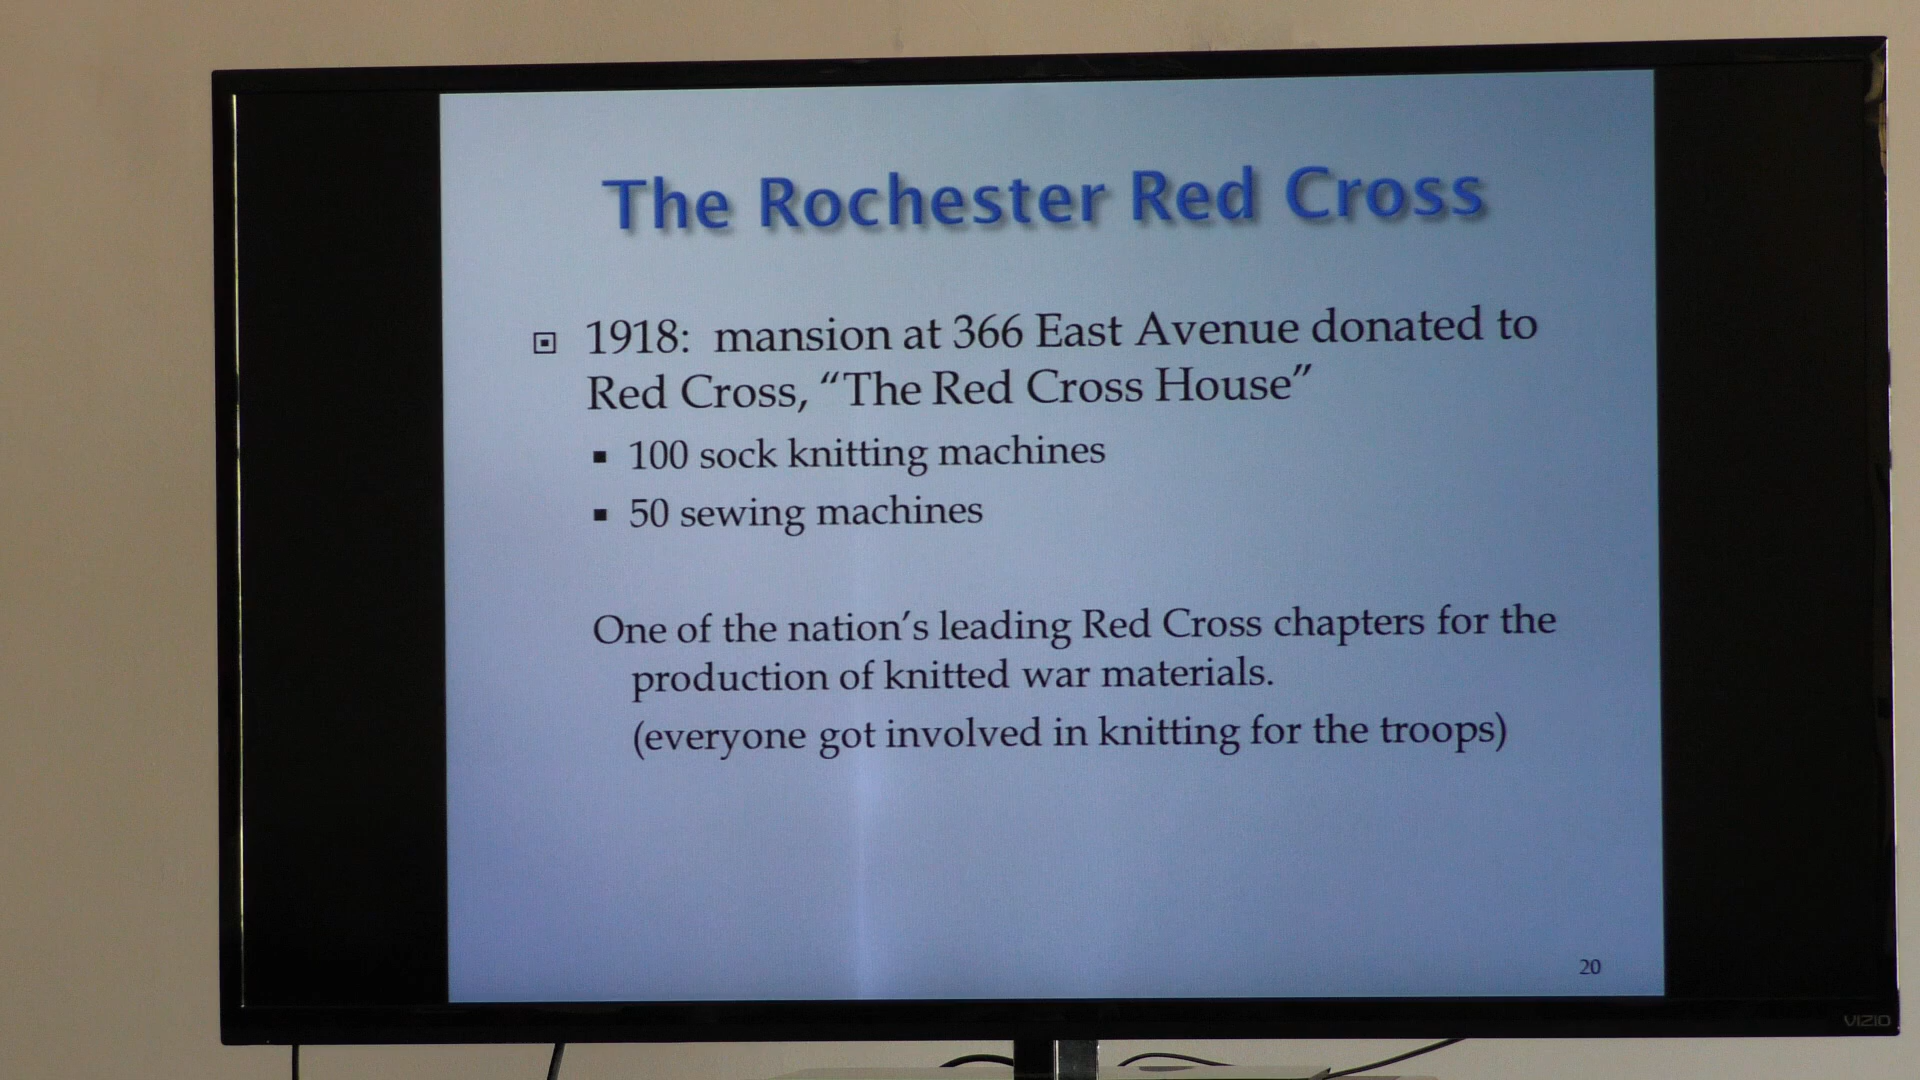 The Rochester Red Cross
1918: mansion at 366 East Avenue donated to
Red Cross, “The Red Cross House”
100 sock knitting machines
50 sewing machines
One of the nation’s leading Red Cross chapters for the
production of knitted war materials.
(everyone got involved in knitting for the troops)
20
VIZIO